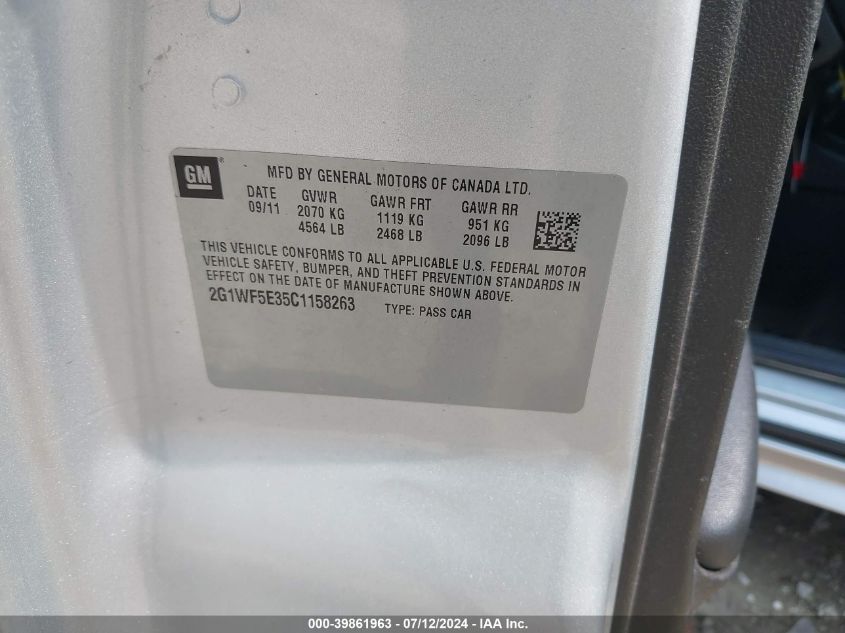 GM ®
MFD BY GENERAL MOTORS OF CANADA LTD.
DATE GVWR GAWR FRT GAWR RR
09/11 2070 KG 1119 KG 951 KG
4564 LB 2468 LB 2096 LB
THIS VEHICLE CONFORMS TO ALL APPLICABLE U.S. FEDERAL MOTOR
VEHICLE SAFETY, BUMPER, AND THEFT PREVENTION STANDARDS IN
EFFECT ON THE DATE OF MANUFACTURE SHOWN ABOVE.
2G1WF5E35C1158263 TYPE: PASS CAR
000-39861963 - 07/12/2024 - IAA Inc.